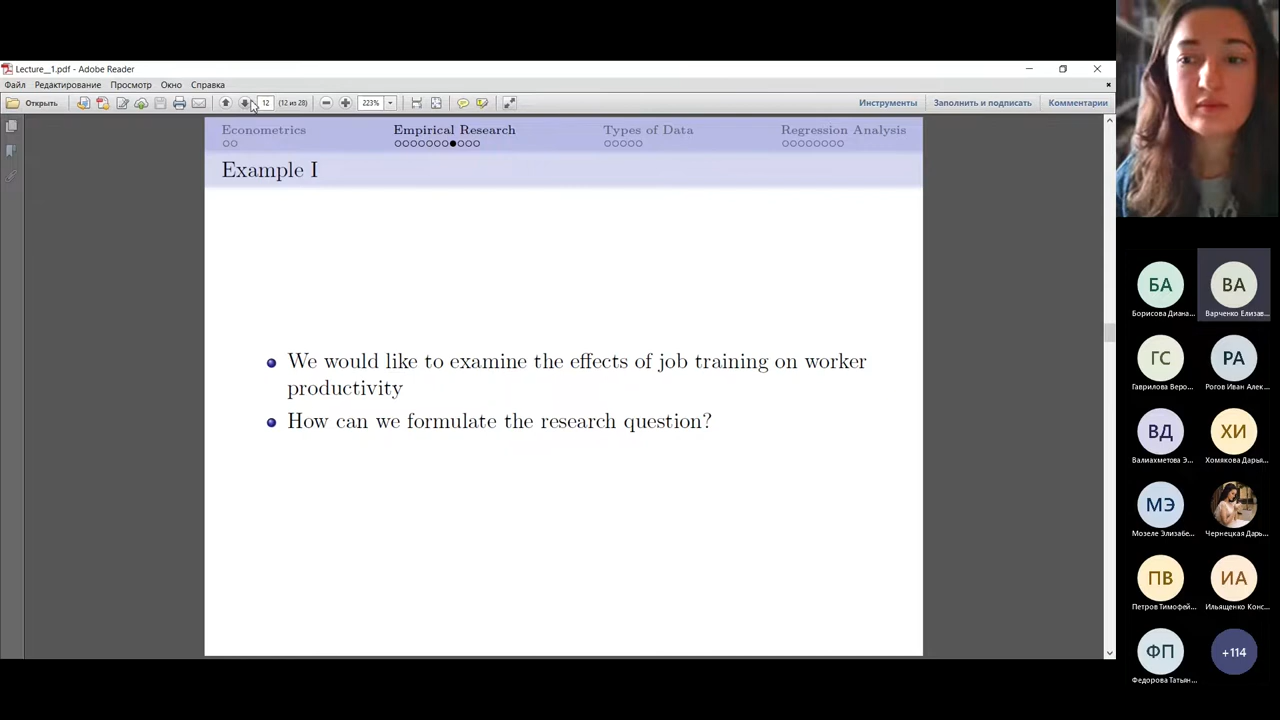 Lecture__1.pdf - Adobe Reader
Файл Редактирование Просмотр Окно Справка
Открыть 12 (12 из 28) 223% Инструменты Заполнить и подписать Комментарии
Econometrics Empirical Research Types of Data Regression Analysis
Example I
We would like to examine the effects of job training on worker
productivity
How can we formulate the research question?
БА ВА
Борисова Диана... Варченко Елизав...
ГС РА
Гаврилова Веро... Рогов Иван Алек...
ВД ХИ
Валиахметова Э... Хомякова Дарья...
МЭ
Мозеле Элизабе... Чернецкая Дарь...
ПВ ИА
Петров Тимофей... Ильященко Конс...
ФП +114
Федорова Татьян...